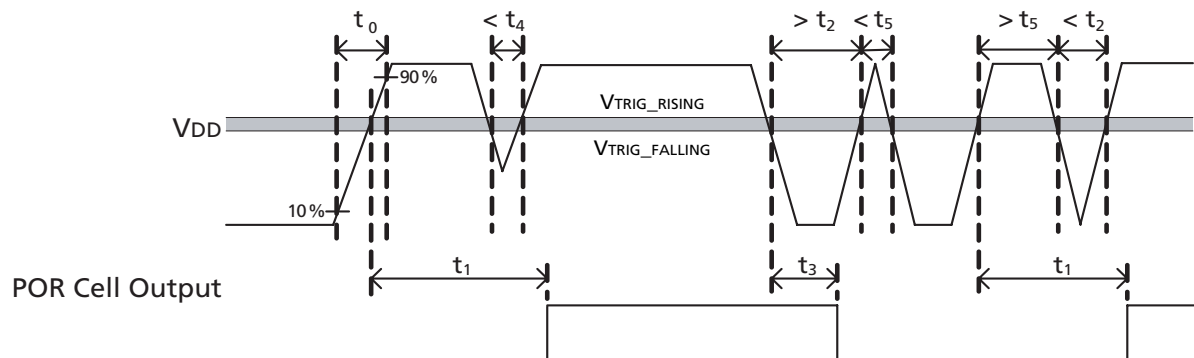 t0 < t4 > t2 < t5 > t5 < t2
90%
VTRIG_RISING
VDD
VTRIG_FALLING
10%
t1 t3 t1
POR Cell Output